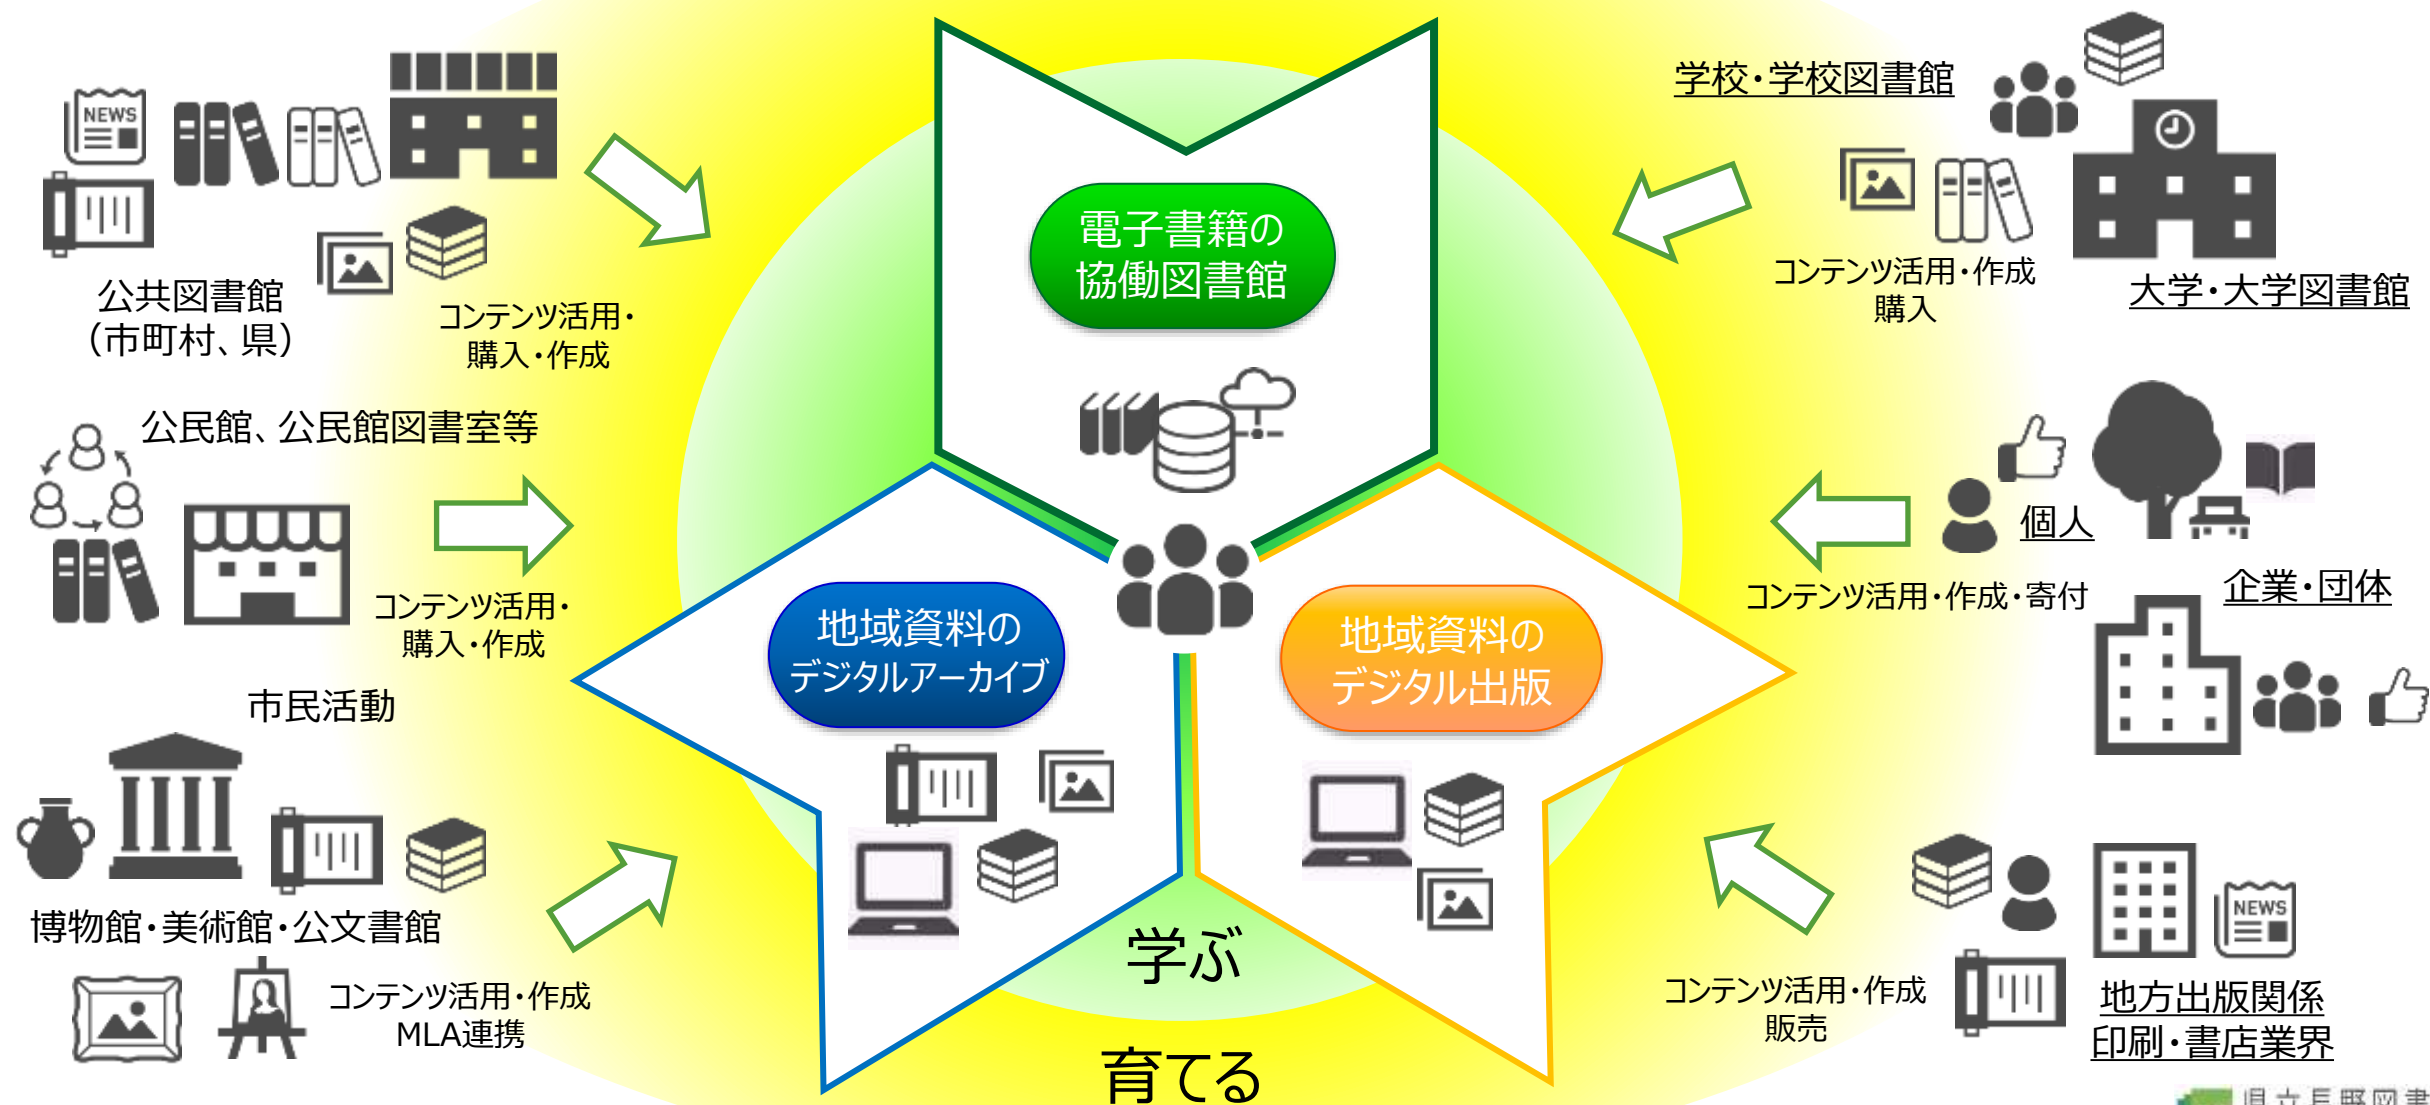 NEWS
公共図書館
（市町村、県）
コンテンツ活用・
購入・作成
公民館、公民館図書室等
コンテンツ活用・
購入・作成
市民活動
博物館・美術館・公文書館
コンテンツ活用・作成
MLA連携
電子書籍の
協働図書館
地域資料の
デジタルアーカイブ
地域資料の
デジタル出版
学ぶ
育てる
学校・学校図書館
コンテンツ活用・作成
購入
大学・大学図書館
個人
コンテンツ活用・作成・寄付
企業・団体
NEWS
コンテンツ活用・作成
販売
地方出版関係
印刷・書店業界
県立長野図書